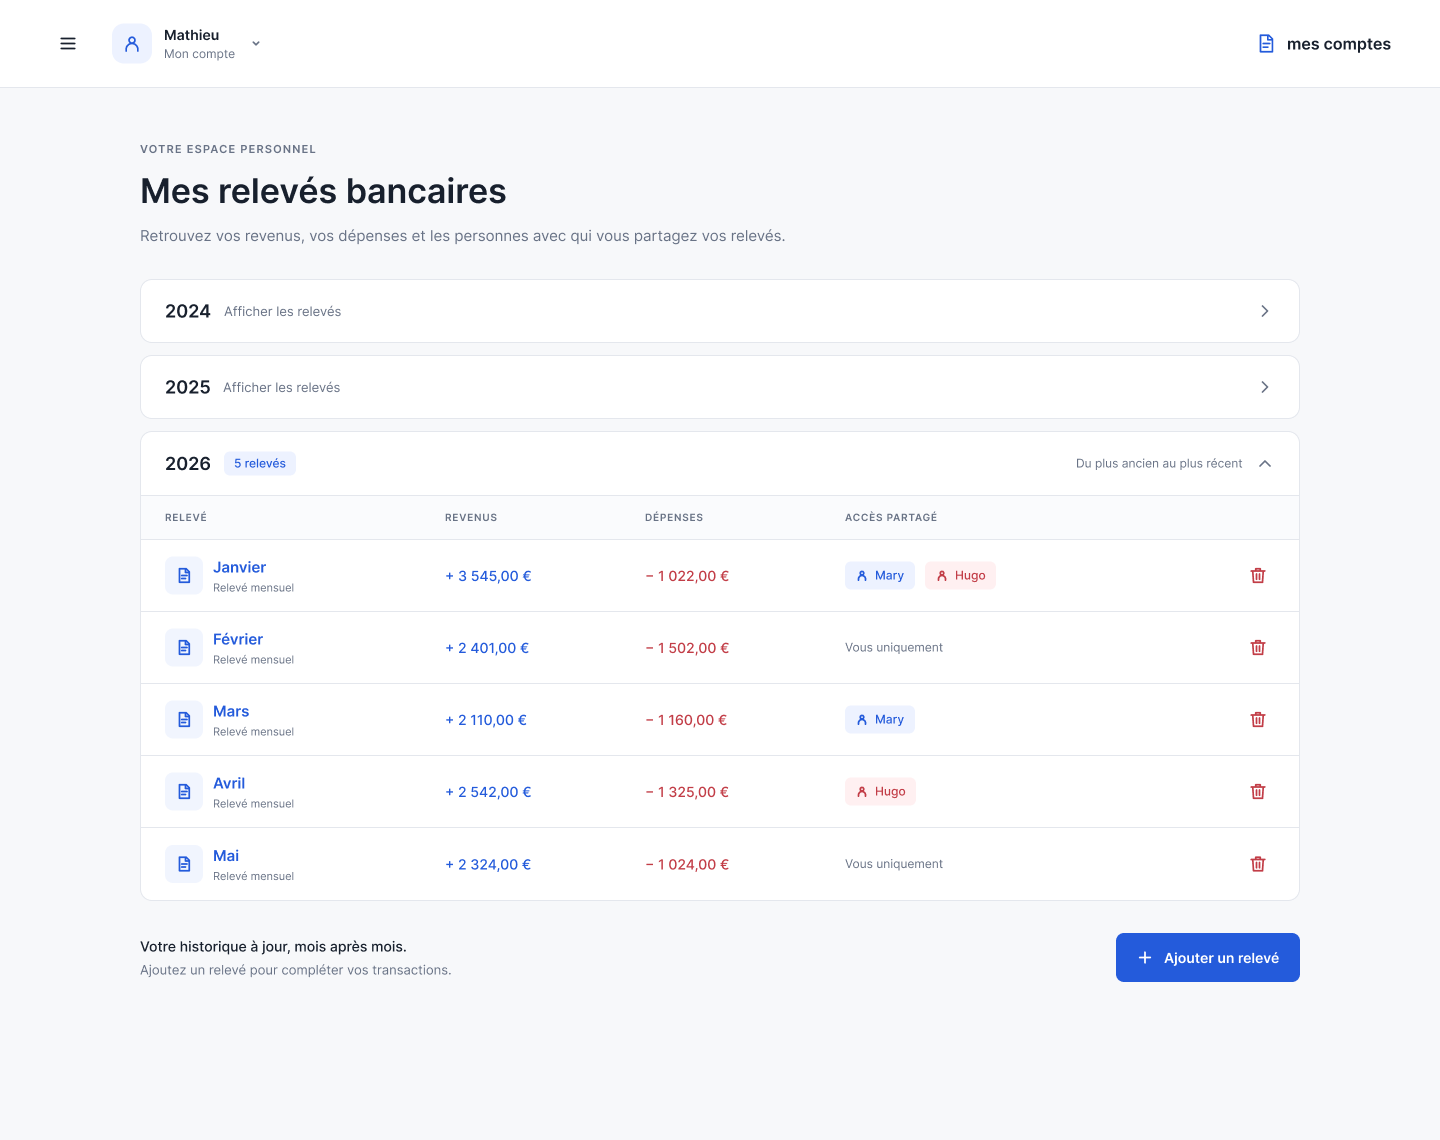 Mathieu
Mon compte
mes comptes
VOTRE ESPACE PERSONNEL
Mes relevés bancaires
Retrouvez vos revenus, vos dépenses et les personnes avec qui vous partagez vos relevés.
2024 Afficher les relevés
2025 Afficher les relevés
2026 5 relevés Du plus ancien au plus récent
RELEVÉ REVENUS DÉPENSES ACCÈS PARTAGÉ
Janvier
Relevé mensuel
+ 3 545,00 € − 1 022,00 € Mary Hugo
Février
Relevé mensuel
+ 2 401,00 € − 1 502,00 € Vous uniquement
Mars
Relevé mensuel
+ 2 110,00 € − 1 160,00 € Mary
Avril
Relevé mensuel
+ 2 542,00 € − 1 325,00 € Hugo
Mai
Relevé mensuel
+ 2 324,00 € − 1 024,00 € Vous uniquement
Votre historique à jour, mois après mois.
Ajoutez un relevé pour compléter vos transactions.
Ajouter un relevé